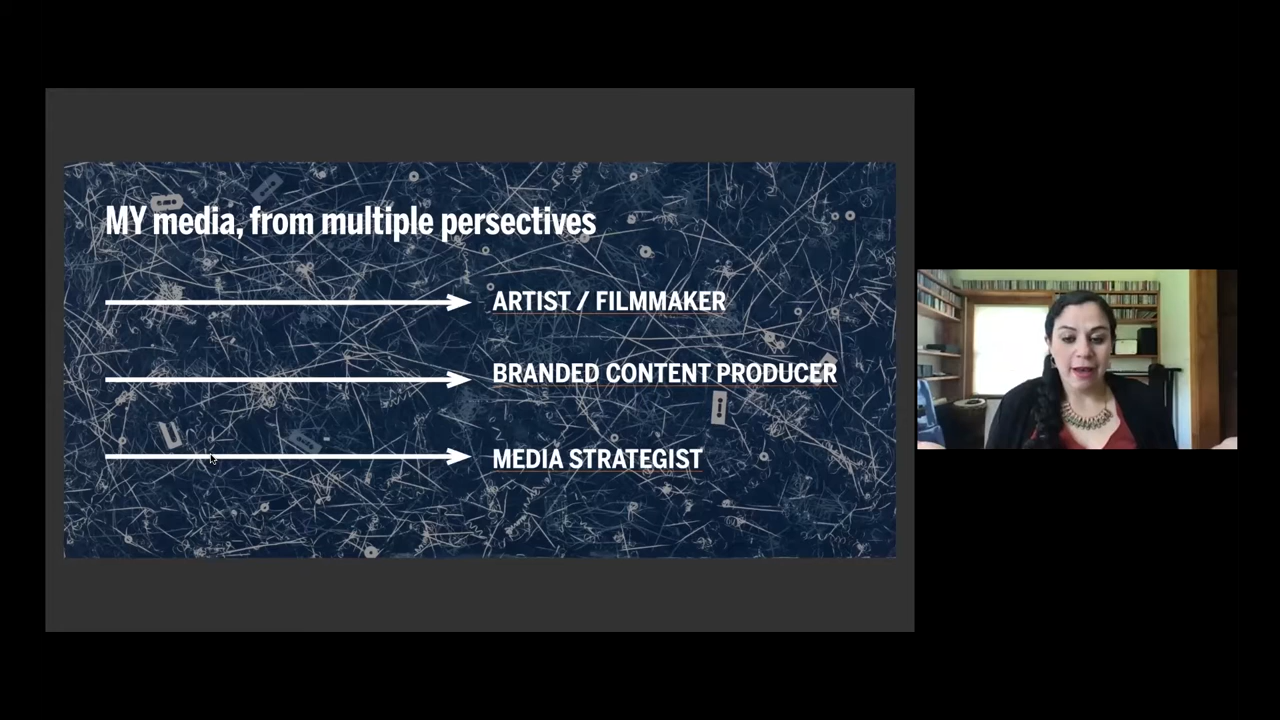 MY media, from multiple persectives
ARTIST / FILMMAKER
BRANDED CONTENT PRODUCER
MEDIA STRATEGIST